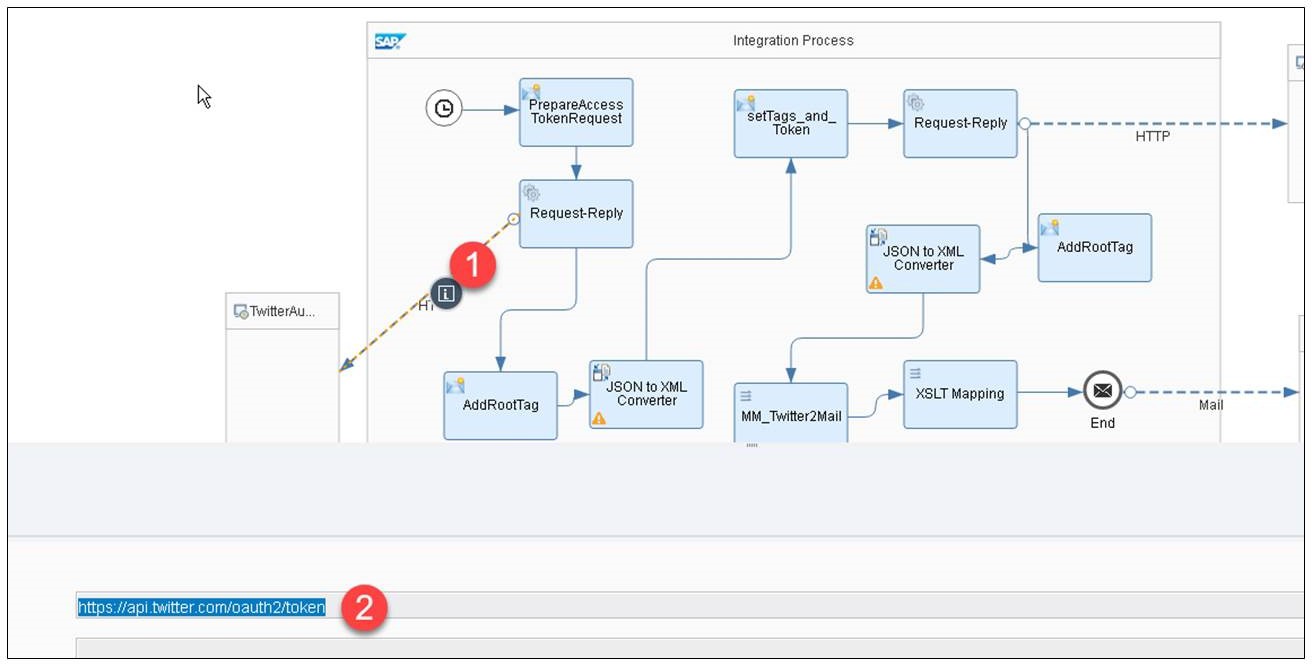 SAP
Integration Process
PrepareAccess
TokenRequest
setTags_and_
Token
Request-Reply
HTTP
Request-Reply
1
HT
JSON to XML
Converter
AddRootTag
TwitterAu...
AddRootTag
JSON to XML
Converter
MM_Twitter2Mail
XSLT Mapping
Mail
End
https://api.twitter.com/oauth2/token
2